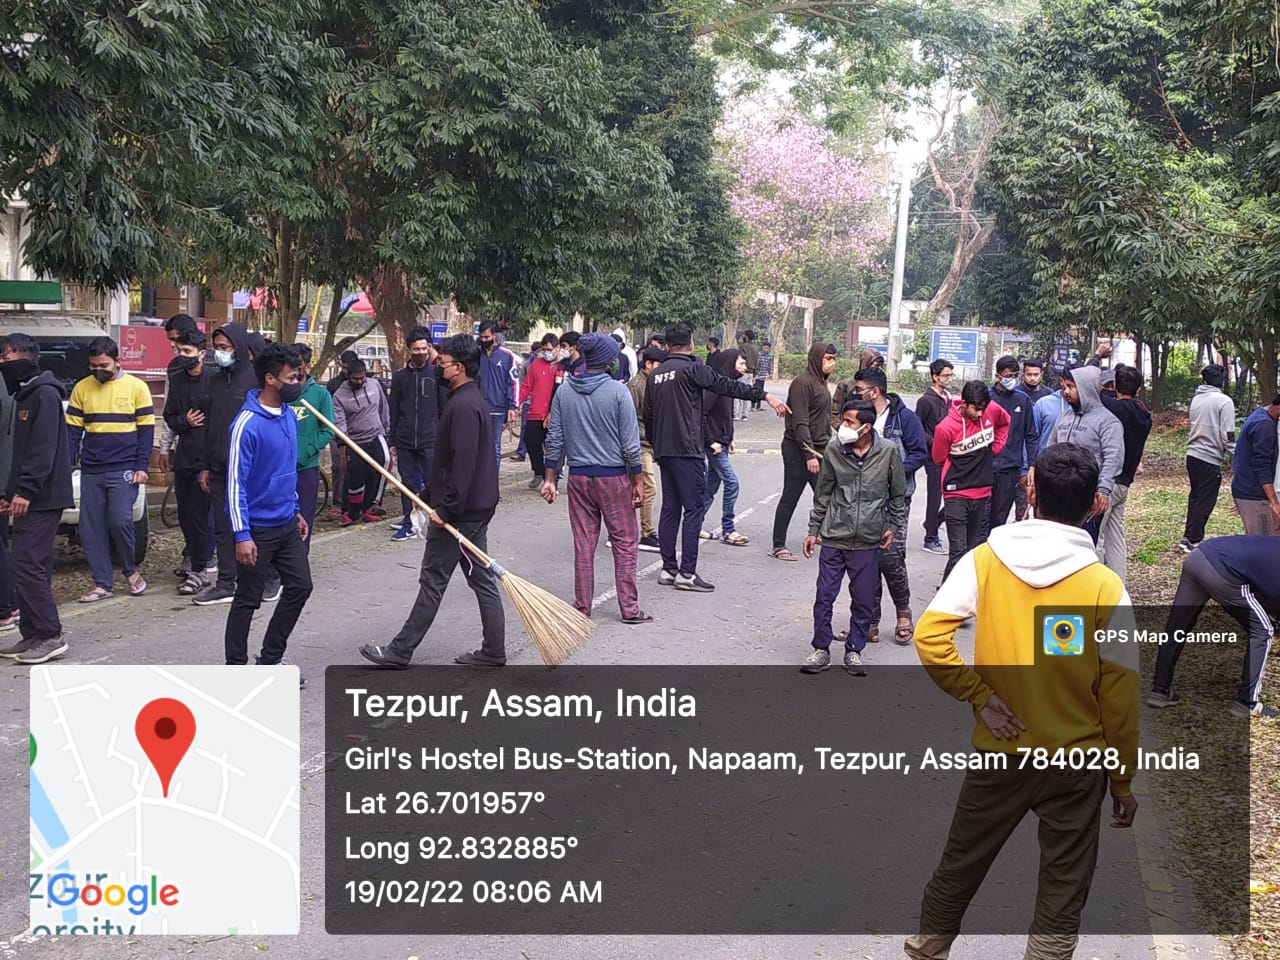 NSS
adidas
GPS Map Camera
Tezpur, Assam, India
Girl's Hostel Bus-Station, Napaam, Tezpur, Assam 784028, India
Lat 26.701957°
Long 92.832885°
19/02/22 08:06 AM
Google